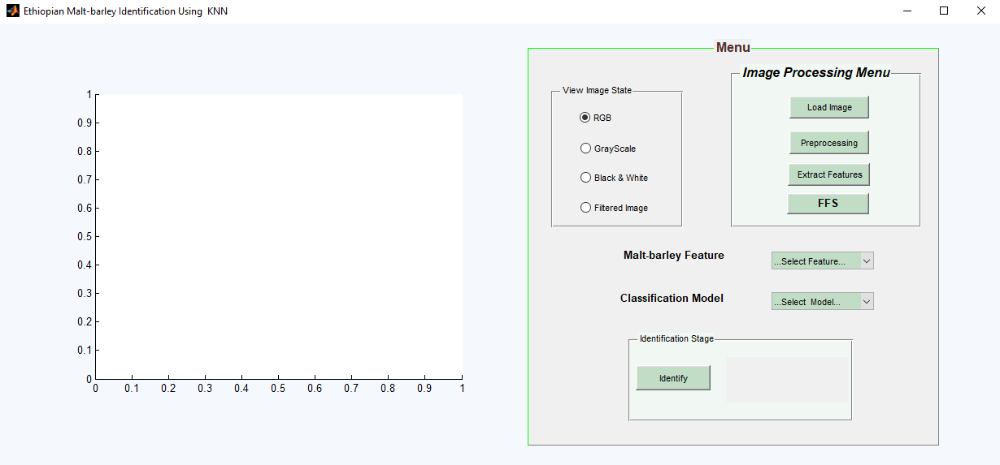 Ethiopian Malt-barley Identification Using  KNN
1
0.9
0.8
0.7
0.6
0.5
0.4
0.3
0.2
0.1
0
0 0.1 0.2 0.3 0.4 0.5 0.6 0.7 0.8 0.9 1
Menu
View Image State
RGB
GrayScale
Black & White
Filtered Image
Image Processing Menu
Load Image
Preprocessing
Extract Features
FFS
Malt-barley Feature
...Select Feature...
Classification Model
...Select  Model...
Identification Stage
Identify